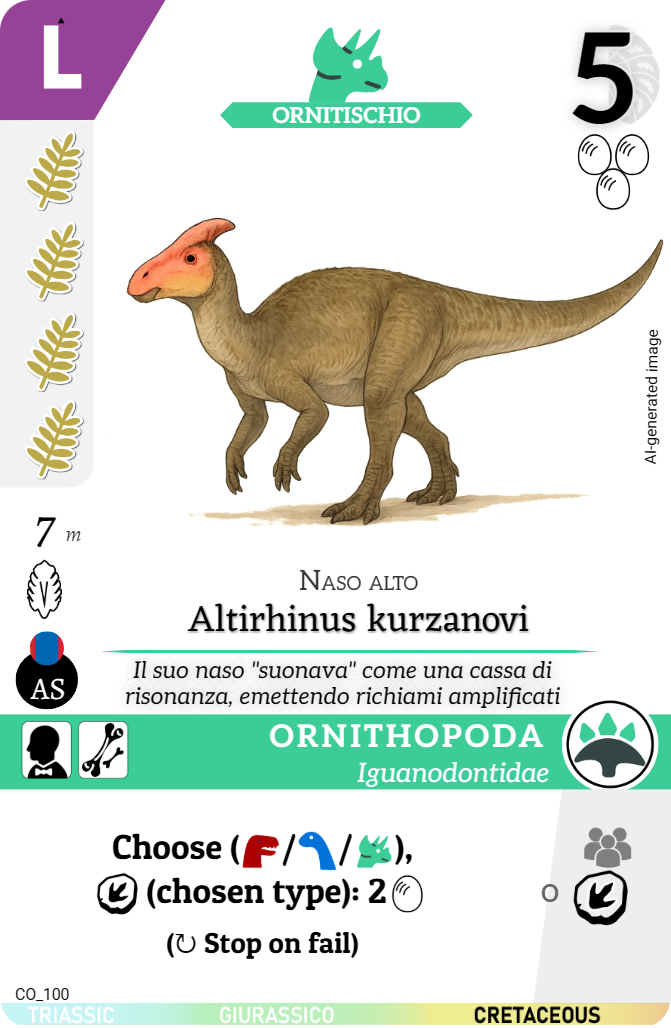 L
ORNITISCHIO
5
AI-generated image
7 m
AS
Naso alto
Altirhinus kurzanovi
Il suo naso "suonava" come una cassa di
risonanza, emettendo richiami amplificati
ORNITHOPODA
Iguanodontidae
Choose ( / / ),
(chosen type): 2
O
(↻ Stop on fail)
CO_100
TRIASSIC GIURASSICO CRETACEOUS